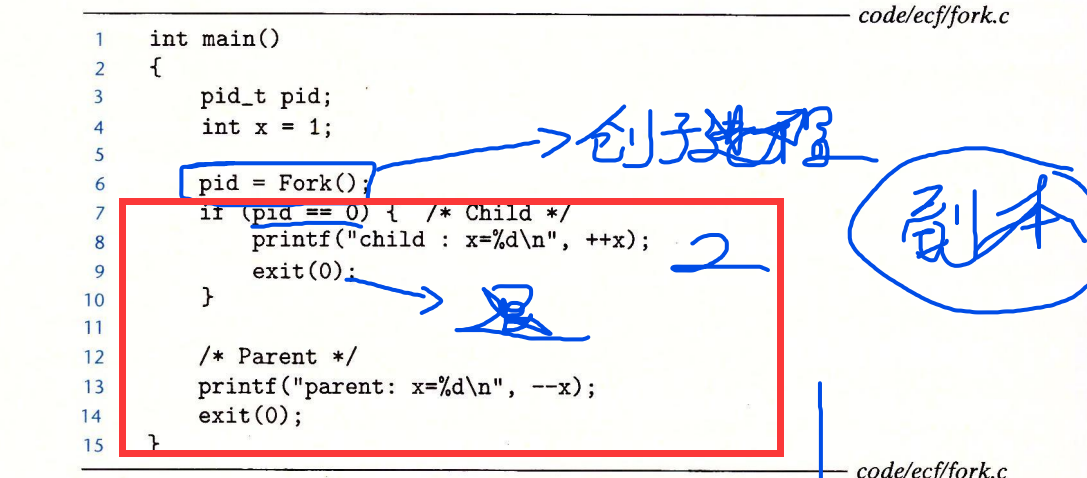 code/ecf/fork.c
1 int main()
2 {
3 pid_t pid;
4 int x = 1;
5
6 pid = Fork();
创子进程
7 if (pid == 0) { /* Child */
副本
8 printf("child : x=%d\n", ++x);
2
9 exit(0);
10 }
11
12 /* Parent */
13 printf("parent: x=%d\n", --x);
14 exit(0);
15 }
code/ecf/fork.c